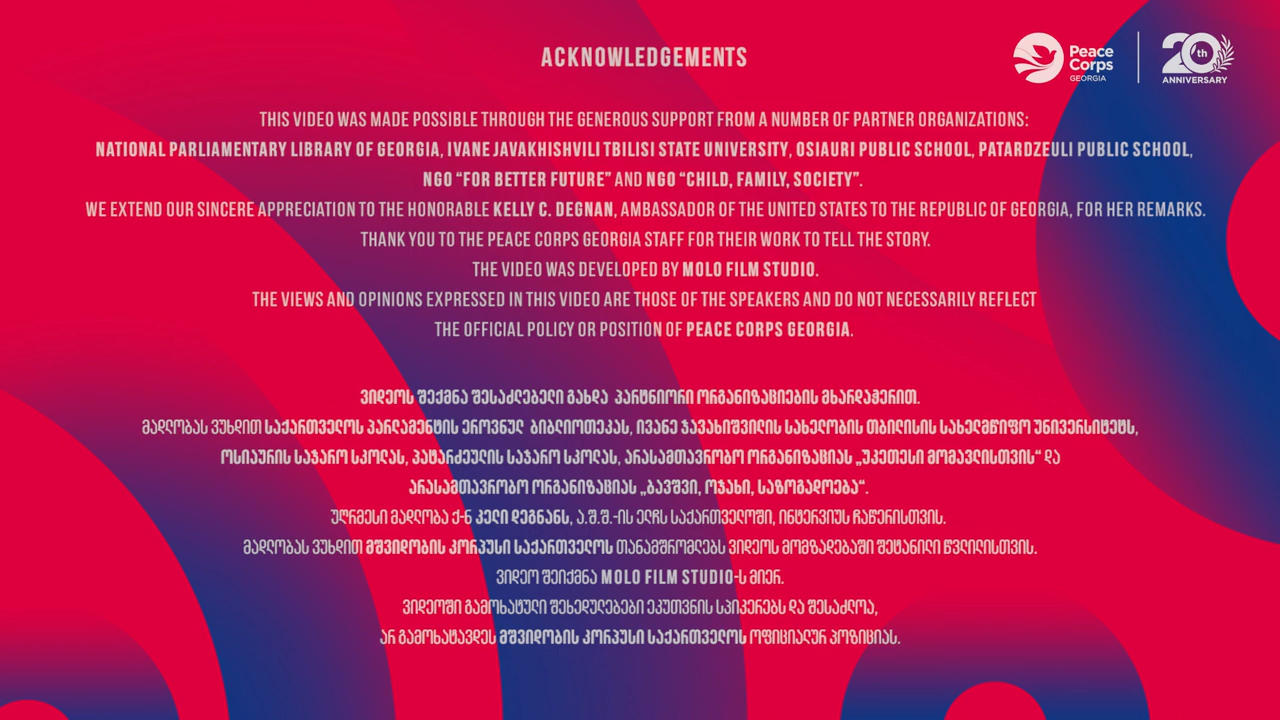 ACKNOWLEDGEMENTS
Peace
Corps
GEORGIA
20th
ANNIVERSARY
THIS VIDEO WAS MADE POSSIBLE THROUGH THE GENEROUS SUPPORT FROM A NUMBER OF PARTNER ORGANIZATIONS:
NATIONAL PARLIAMENTARY LIBRARY OF GEORGIA, IVANE JAVAKHISHVILI TBILISI STATE UNIVERSITY, OSIAURI PUBLIC SCHOOL, PATARDZEULI PUBLIC SCHOOL,
NGO “FOR BETTER FUTURE” AND NGO “CHILD, FAMILY, SOCIETY”.
WE EXTEND OUR SINCERE APPRECIATION TO THE HONORABLE KELLY C. DEGNAN, AMBASSADOR OF THE UNITED STATES TO THE REPUBLIC OF GEORGIA, FOR HER REMARKS.
THANK YOU TO THE PEACE CORPS GEORGIA STAFF FOR THEIR WORK TO TELL THE STORY.
THE VIDEO WAS DEVELOPED BY MOLO FILM STUDIO.
THE VIEWS AND OPINIONS EXPRESSED IN THIS VIDEO ARE THOSE OF THE SPEAKERS AND DO NOT NECESSARILY REFLECT
THE OFFICIAL POLICY OR POSITION OF PEACE CORPS GEORGIA.
ვიდეოს შექმნა შესაძლებელი გახდა პარტნიორი ორგანიზაციების მხარდაჭერით.
მადლობას ვუხდით საქართველოს პარლამენტის ეროვნულ ბიბლიოთეკას, ივანე ჯავახიშვილის სახელობის თბილისის სახელმწიფო უნივერსიტეტს,
ოსიაურის საჯარო სკოლას, პატარძეულის საჯარო სკოლას, არასამთავრობო ორგანიზაციას „უკეთესი მომავლისთვის“ და
არასამთავრობო ორგანიზაციას „ბავშვი, ოჯახი, საზოგადოება“.
უღრმესი მადლობა ქ-ნ კელი დეგნანს, ა.შ.შ.-ის ელჩს საქართველოში, ინტერვიუს ჩაწერისთვის.
მადლობას ვუხდით მშვიდობის კორპუსი საქართველოს თანამშრომლებს ვიდეოს მომზადებაში შეტანილი წვლილისთვის.
ვიდეო შეიქმნა MOLO FILM STUDIO-ს მიერ.
ვიდეოში გამოხატული შეხედულებები ეკუთვნის სპიკერებს და შესაძლოა,
არ გამოხატავდეს მშვიდობის კორპუსი საქართველოს ოფიციალურ პოზიციას.